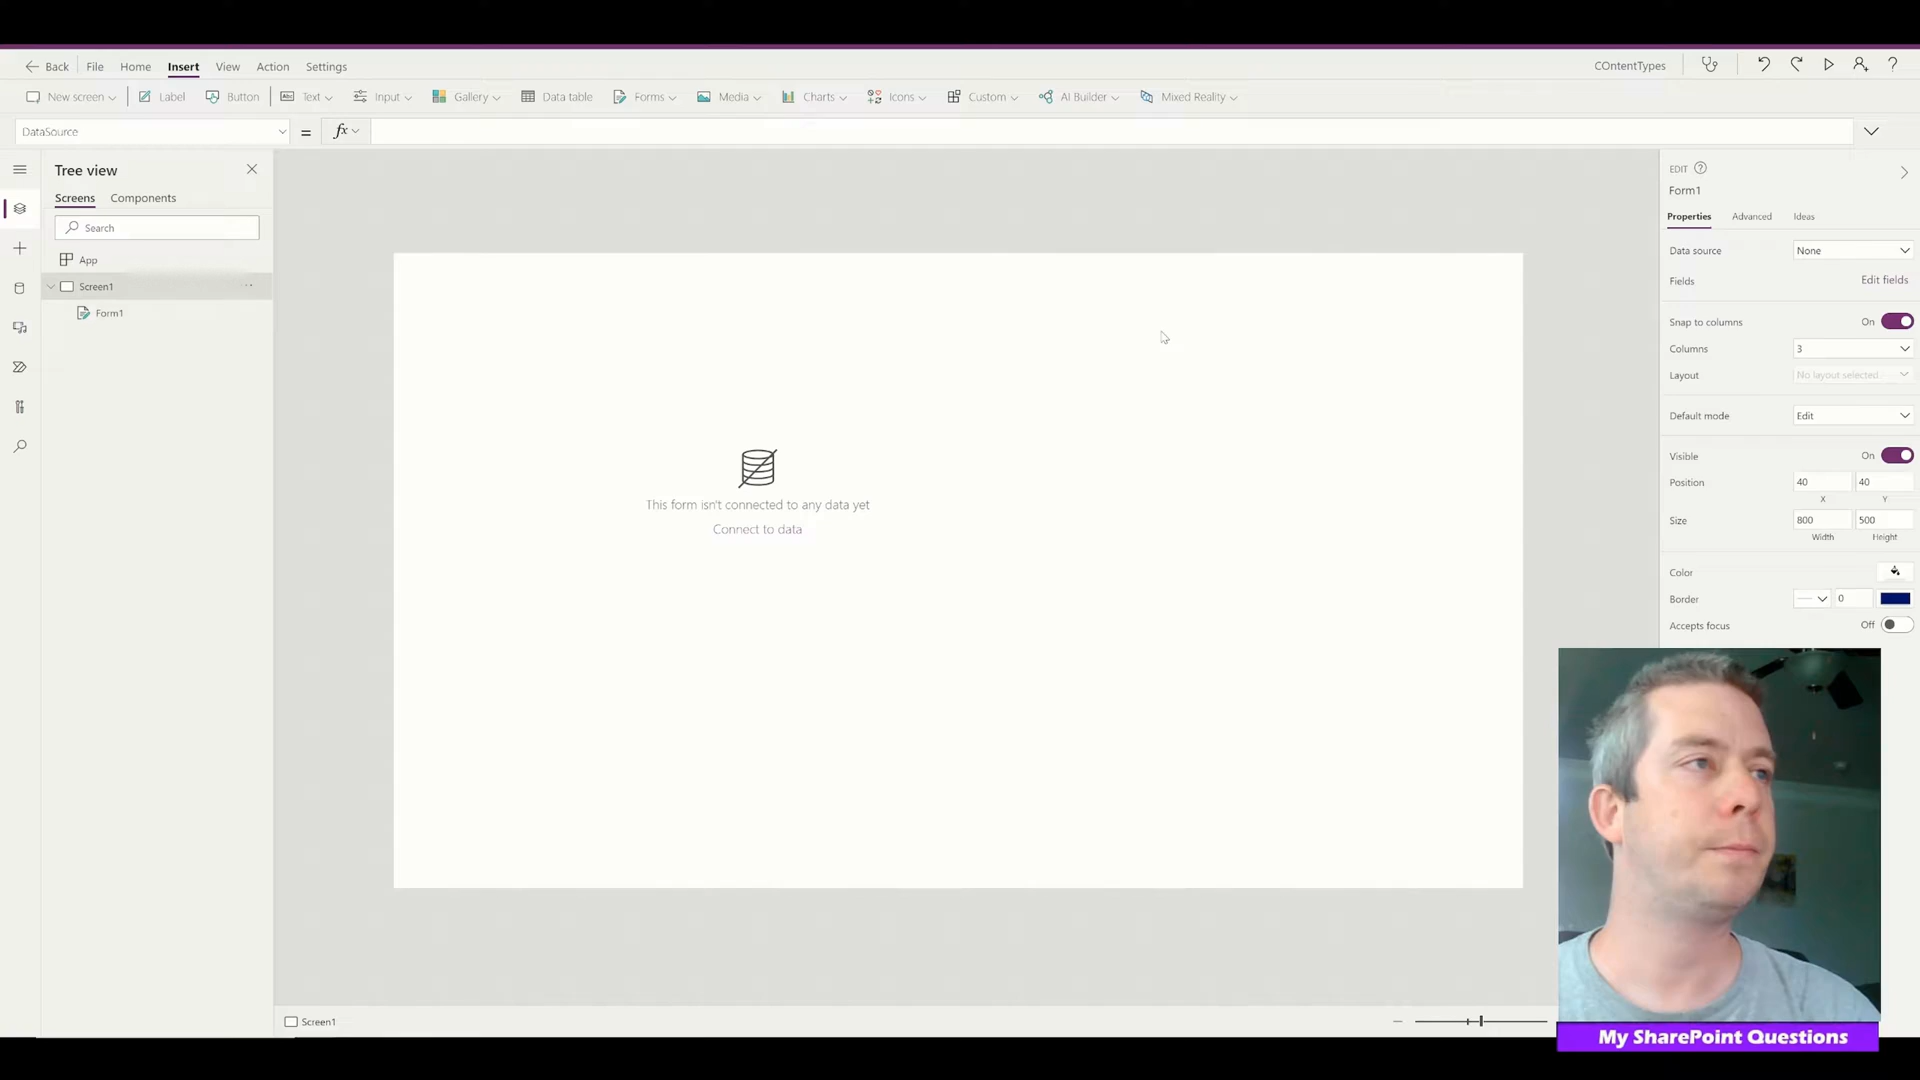 Back File Home Insert View Action Settings COntentTypes
New screen Label Button Text Input Gallery Data table Forms Media Charts Icons Custom AI Builder Mixed Reality
DataSource = fx
Tree view
Screens Components
Search
App
Screen1
Form1
This form isn't connected to any data yet
Connect to data
EDIT
Form1
Properties Advanced Ideas
Data source None
Fields Edit fields
Snap to columns On
Columns 3
Layout No layout selected
Default mode Edit
Visible On
Position 40 40
X Y
Size 800 500
Width Height
Color
Border 0
Accepts focus Off
Screen1
My SharePoint Questions